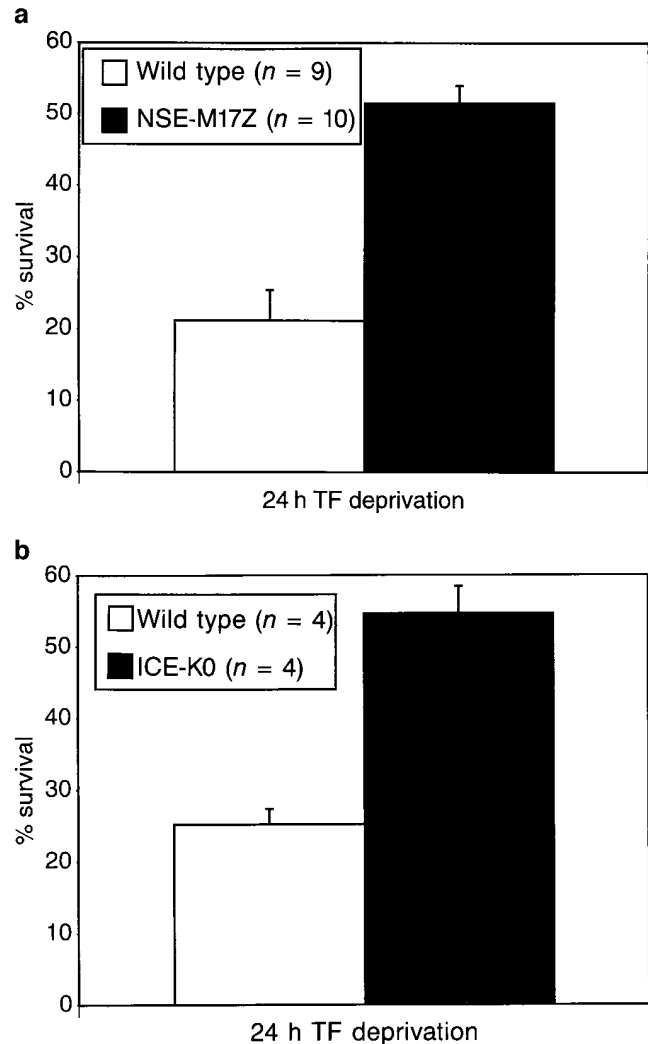 a
60
50
40
30
20
10
0
% survival
Wild type (n = 9)
NSE-M17Z (n = 10)
24 h TF deprivation
b
60
50
40
30
20
10
0
% survival
Wild type (n = 4)
ICE-K0 (n = 4)
24 h TF deprivation